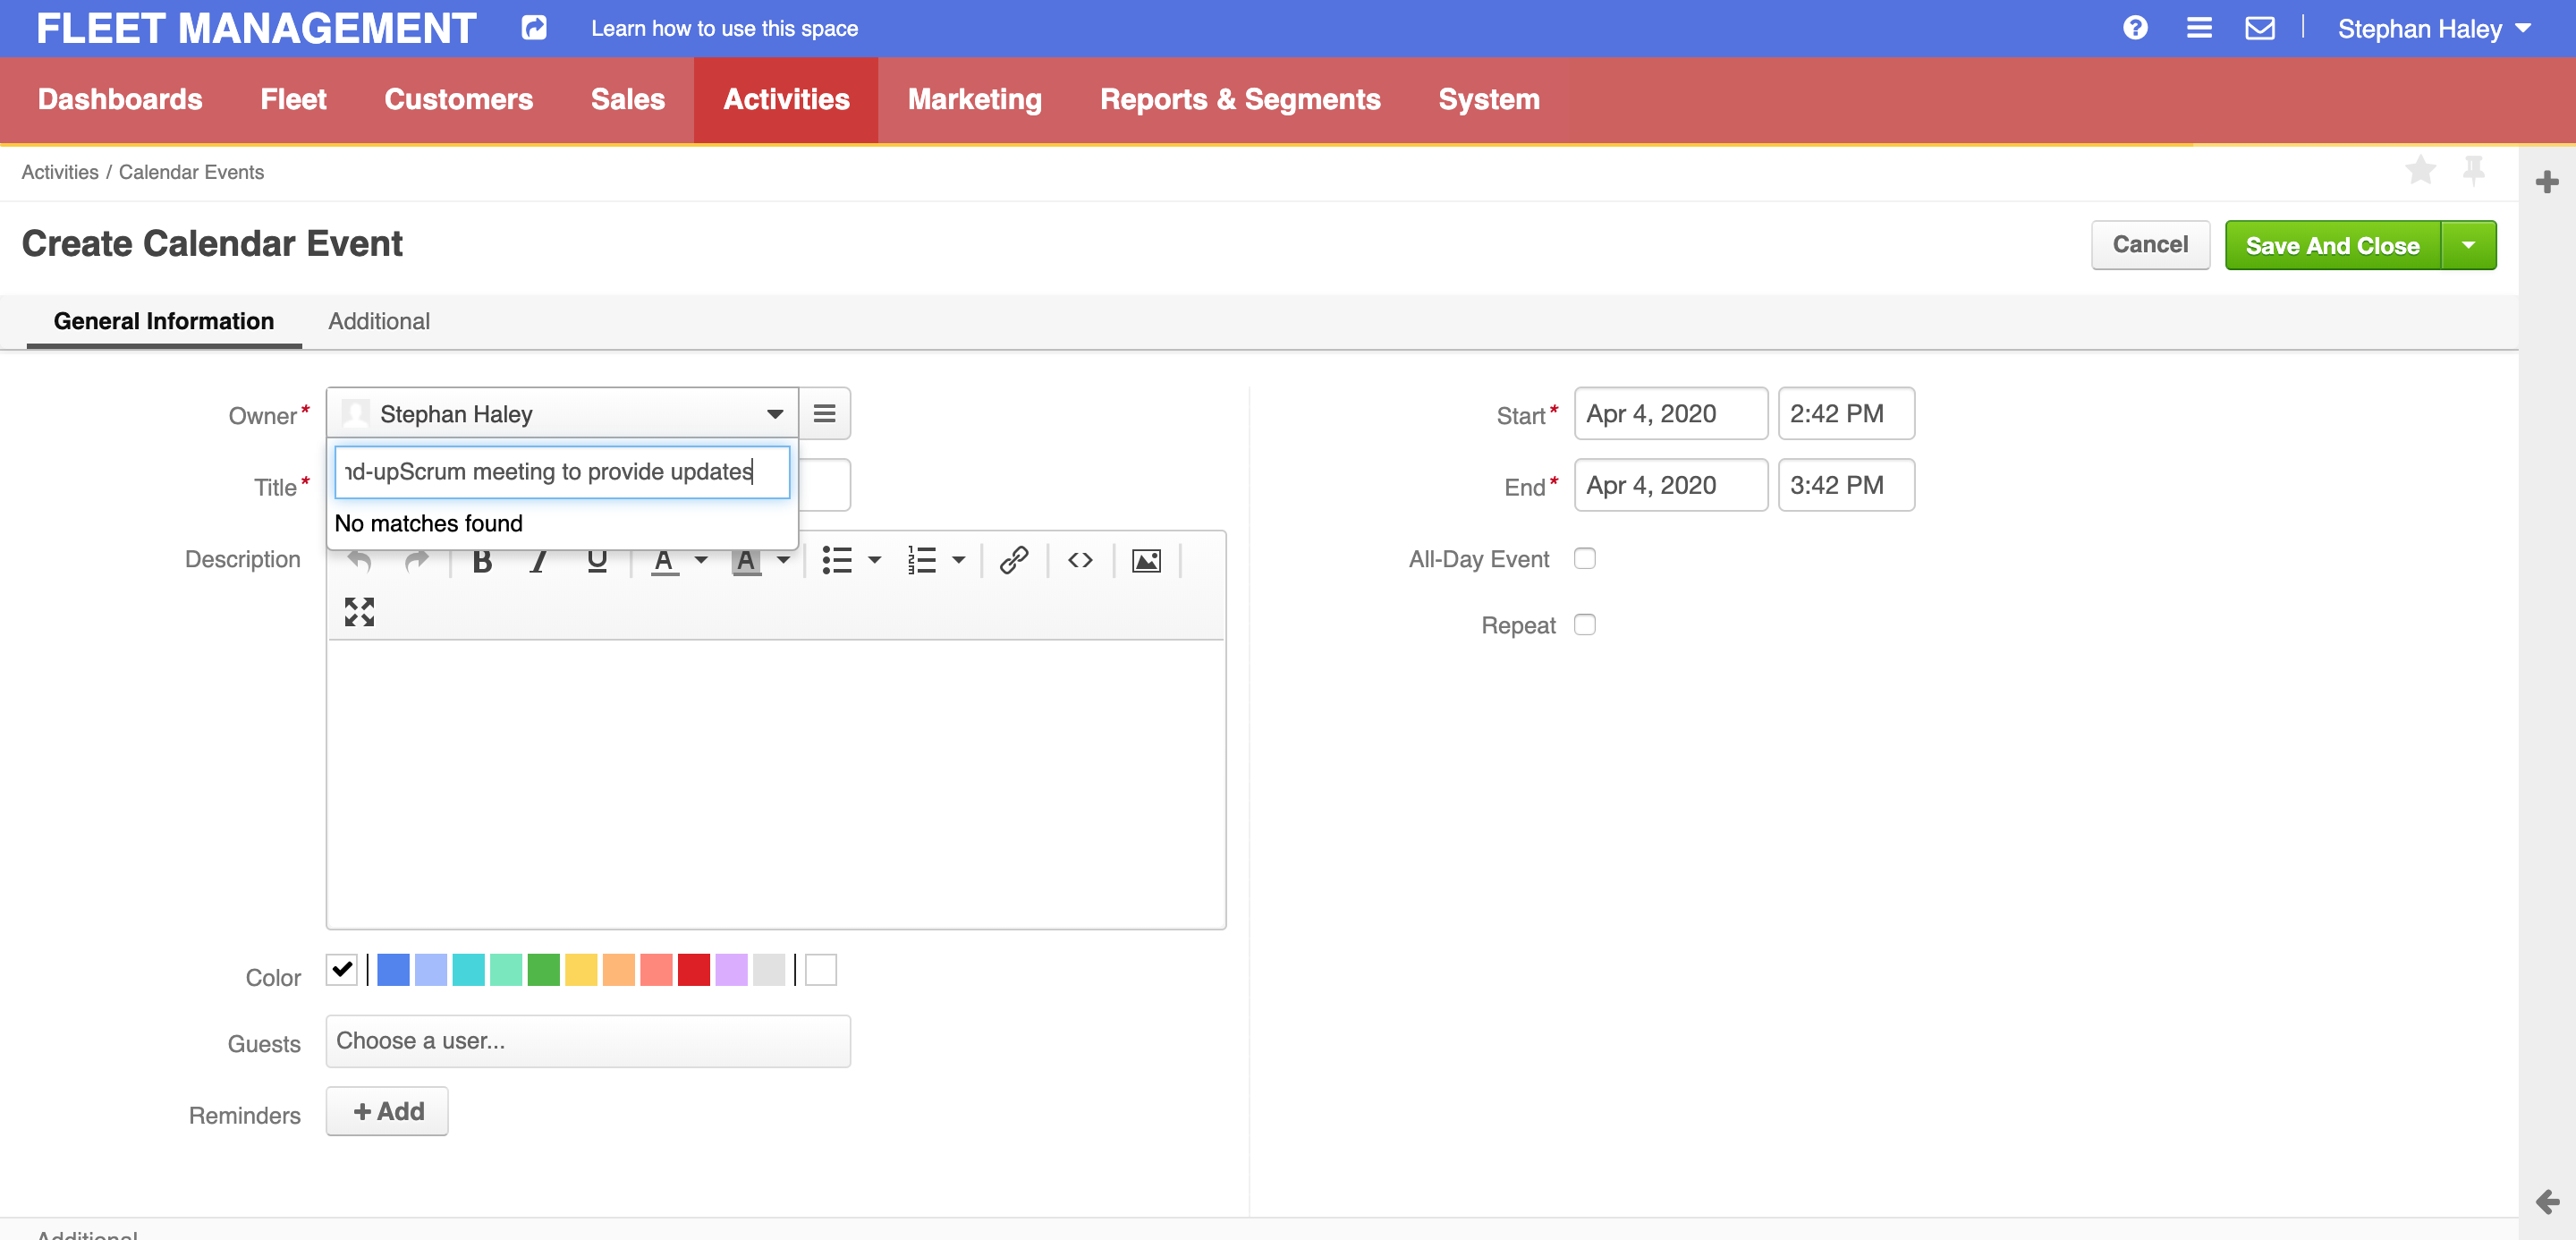 FLEET MANAGEMENT Learn how to use this space Stephan Haley
Dashboards Fleet Customers Sales Activities Marketing Reports & Segments System
Activities / Calendar Events
Create Calendar Event Cancel Save And Close
General Information Additional
Owner* Stephan Haley
nd-upScrum meeting to provide updates
No matches found
Title*
Description
B I U A A
Color
Guests Choose a user...
Reminders + Add
Start* Apr 4, 2020 2:42 PM
End* Apr 4, 2020 3:42 PM
All-Day Event
Repeat
Additional